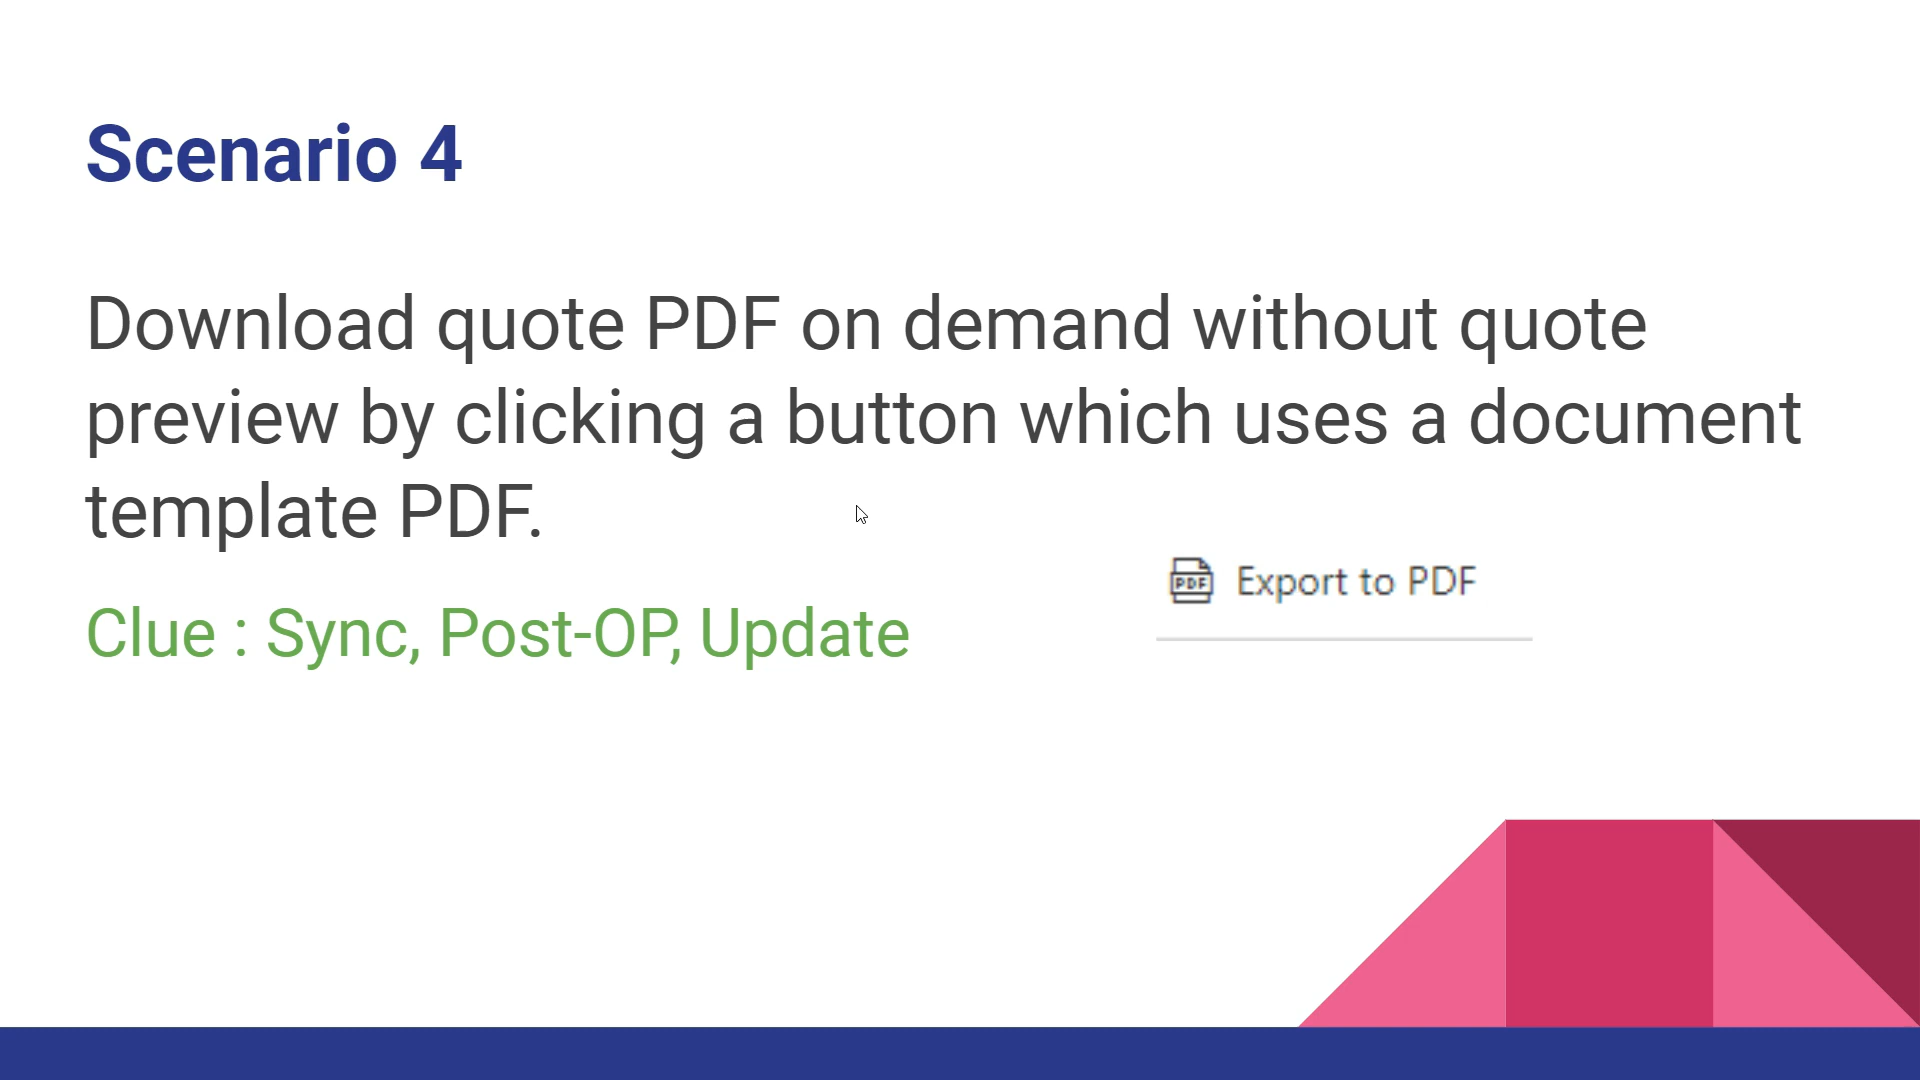 Scenario 4
Download quote PDF on demand without quote
preview by clicking a button which uses a document
template PDF.
PDF Export to PDF
Clue : Sync, Post-OP, Update